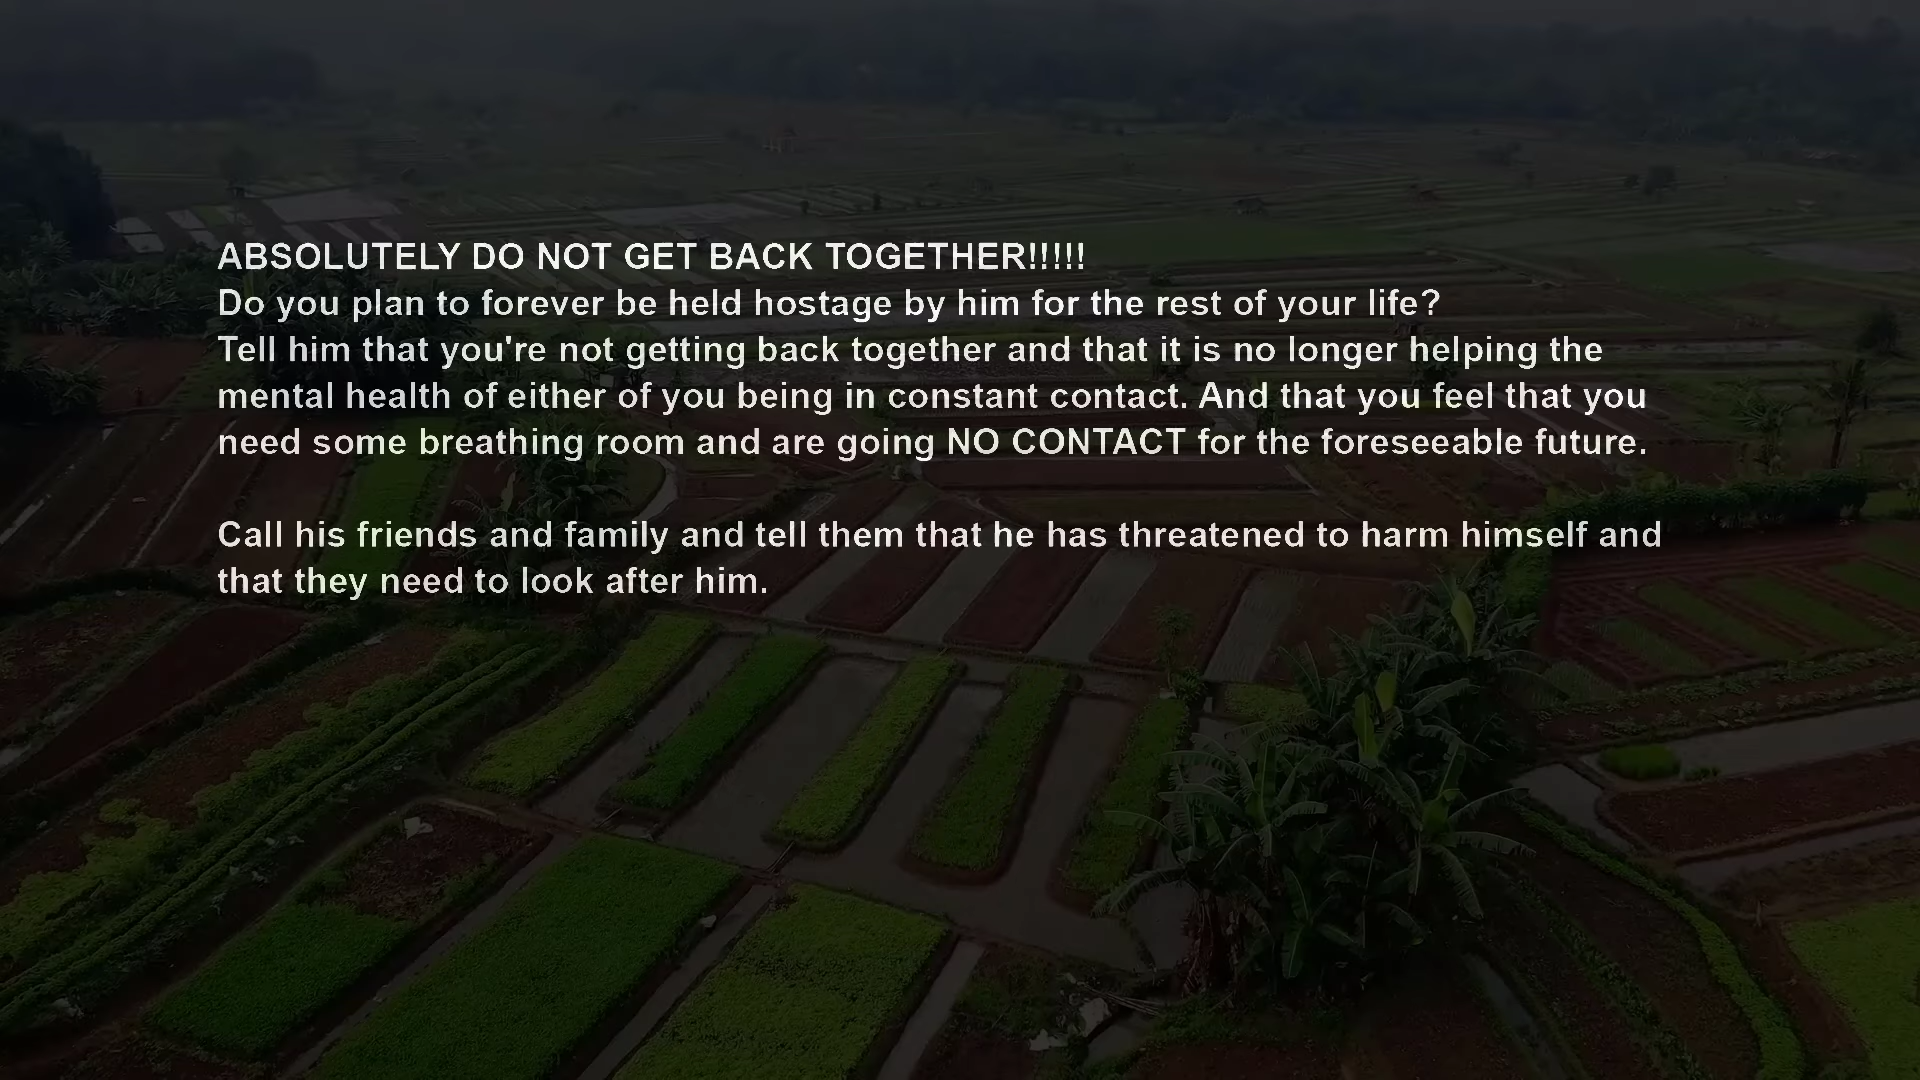 ABSOLUTELY DO NOT GET BACK TOGETHER!!!!!
Do you plan to forever be held hostage by him for the rest of your life?
Tell him that you're not getting back together and that it is no longer helping the
mental health of either of you being in constant contact. And that you feel that you
need some breathing room and are going NO CONTACT for the foreseeable future.
Call his friends and family and tell them that he has threatened to harm himself and
that they need to look after him.